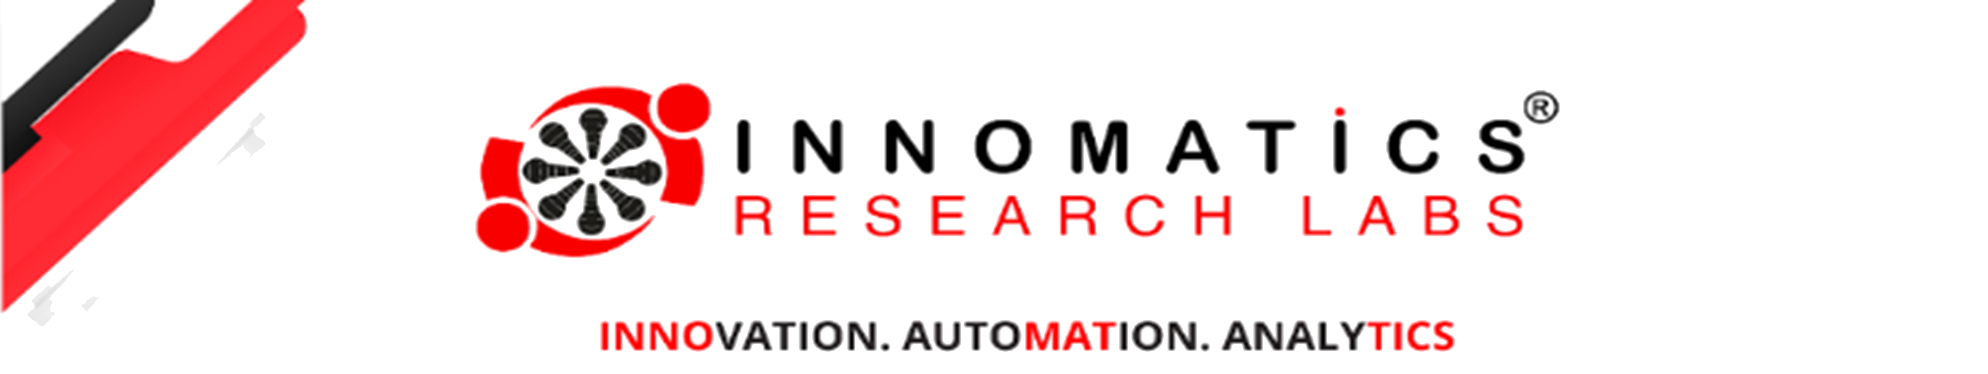 INNOMATiCS®
RESEARCH LABS
INNOVATION. AUTOMATION. ANALYTICS